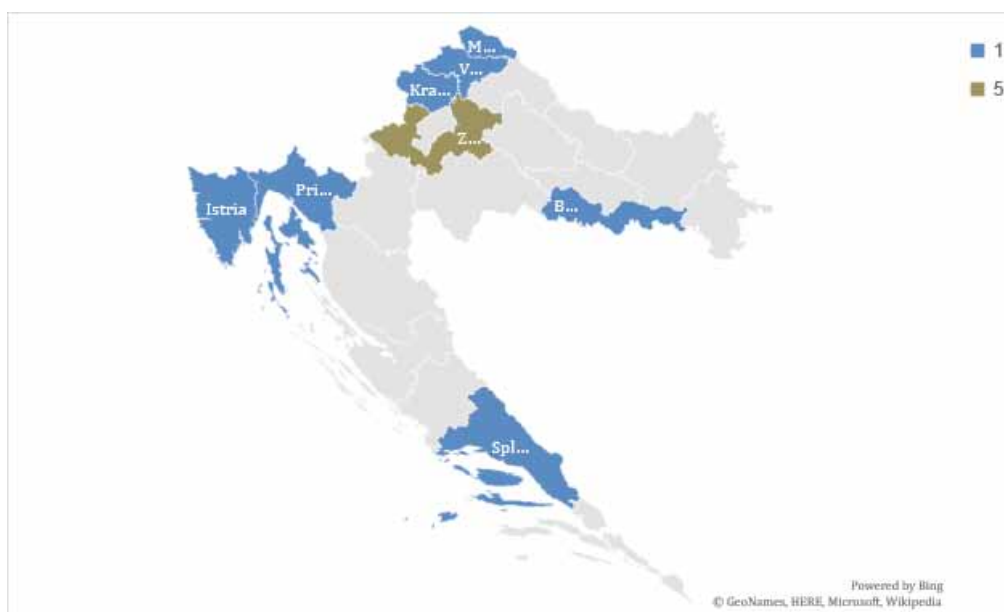 1
5
M...
V...
Kra...
Z...
Pri...
Istria
B...
Spl...
Powered by Bing
© GeoNames, HERE, Microsoft, Wikipedia